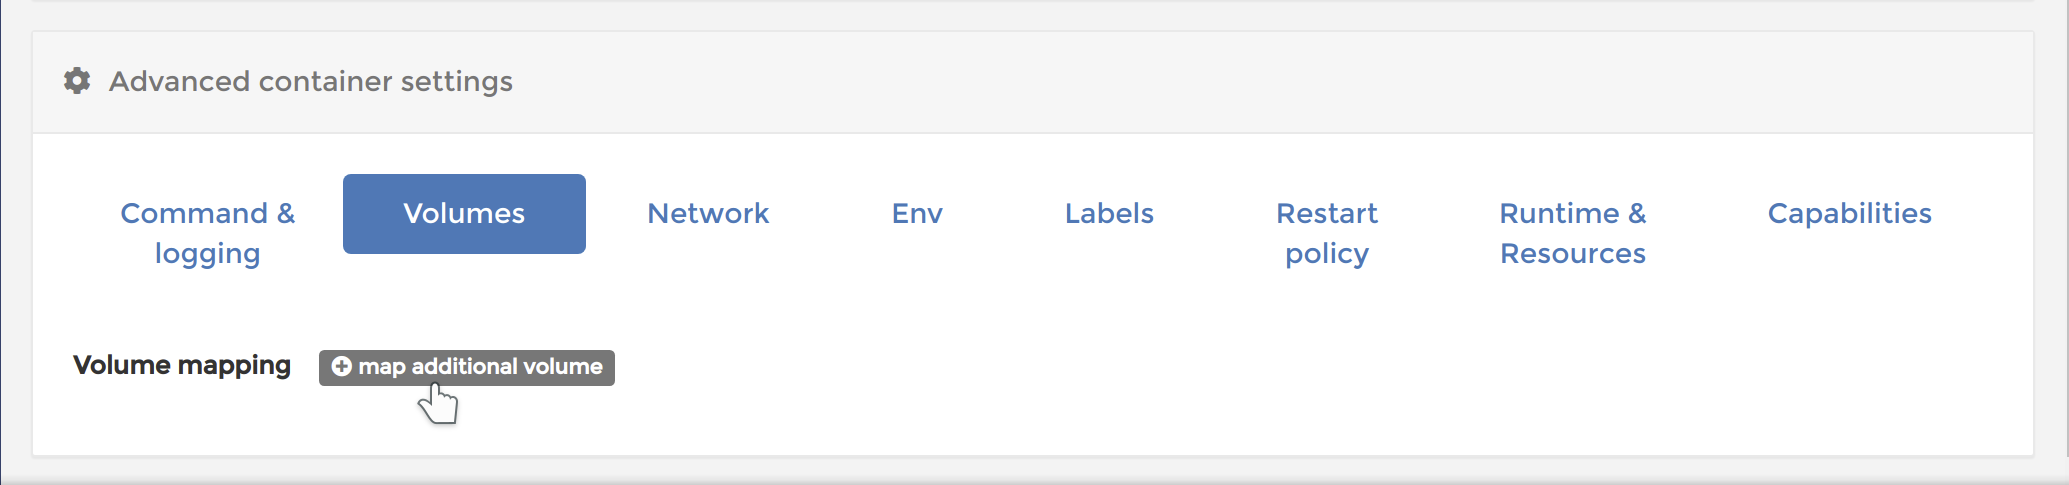 Advanced container settings
Command &
logging
Volumes
Network
Env
Labels
Restart
policy
Runtime &
Resources
Capabilities
Volume mapping
map additional volume